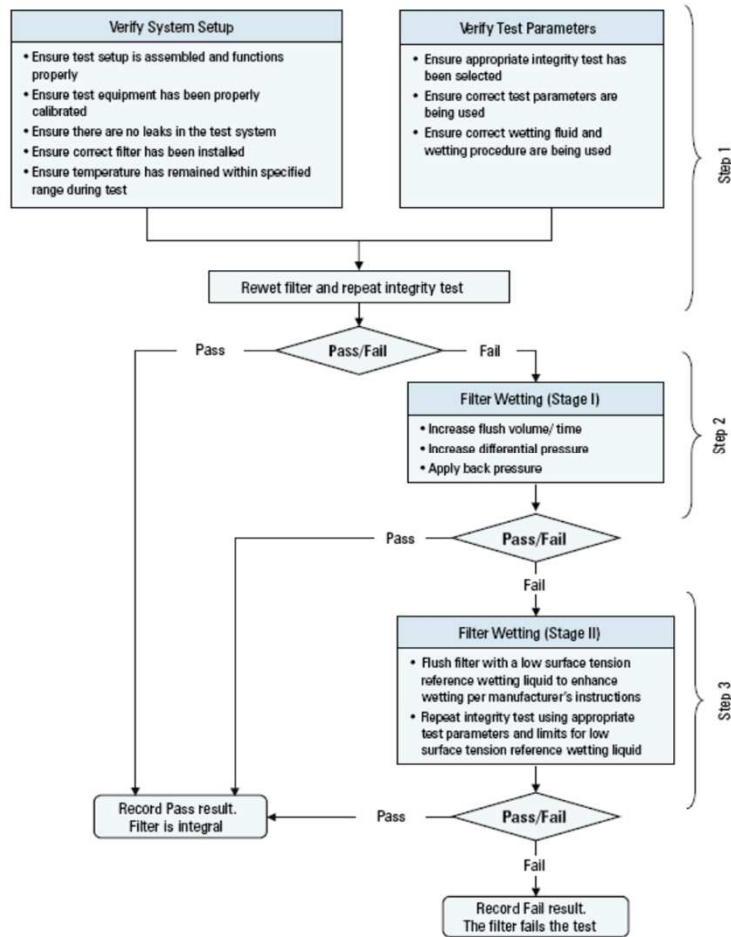 Verify System Setup
• Ensure test setup is assembled and functions
properly
• Ensure test equipment has been properly
calibrated
• Ensure there are no leaks in the test system
• Ensure correct filter has been installed
• Ensure temperature has remained within specified
range during test
Verify Test Parameters
• Ensure appropriate integrity test has
been selected
• Ensure correct test parameters are
being used
• Ensure correct wetting fluid and
wetting procedure are being used
Step 1
Rewet filter and repeat integrity test
Pass
Pass/Fail
Fail
Filter Wetting (Stage I)
• Increase flush volume/ time
• Increase differential pressure
• Apply back pressure
Step 2
Pass
Pass/Fail
Fail
Filter Wetting (Stage II)
• Flush filter with a low surface tension
reference wetting liquid to enhance
wetting per manufacturer's instructions
• Repeat integrity test using appropriate
test parameters and limits for low
surface tension reference wetting liquid
Step 3
Record Pass result.
Filter is integral
Pass
Pass/Fail
Fail
Record Fail result.
The filter fails the test